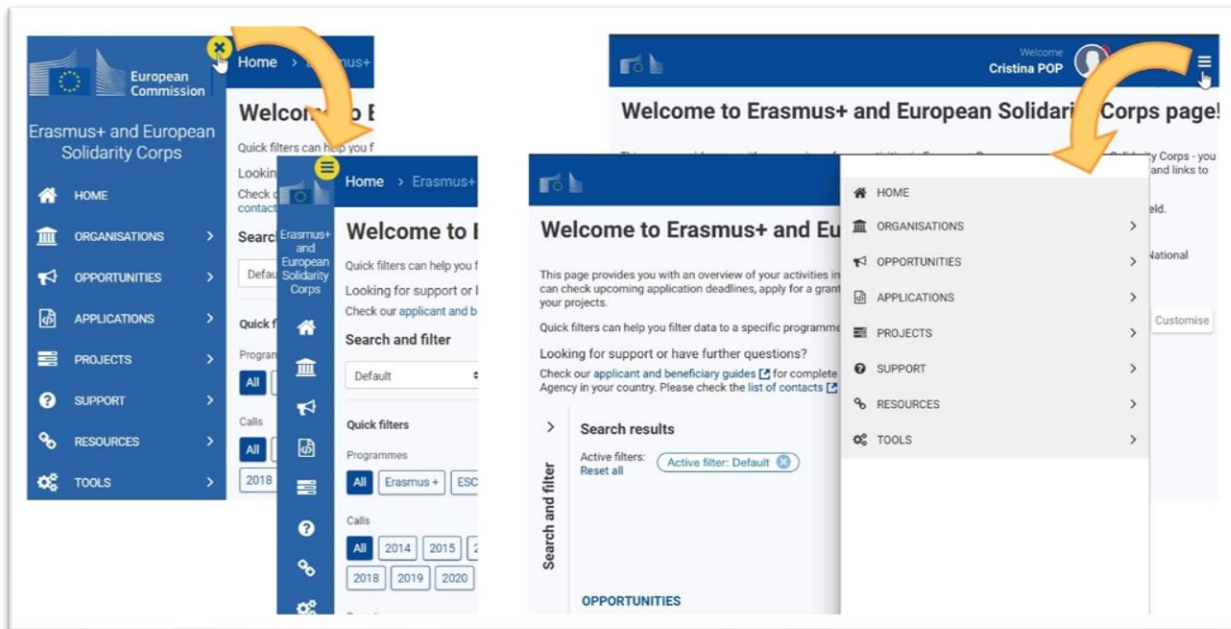 European
Commission
Erasmus+ and European
Solidarity Corps
HOME
ORGANISATIONS
OPPORTUNITIES
APPLICATIONS
PROJECTS
SUPPORT
RESOURCES
TOOLS
Home >
Quick filters can help you f
Check
contact
All
Calls
All
2018
Erasmus+
and
European
Solidarity
Corps
Home > Erasmus+
Welcome to E
Quick filters can help you f
Looking for support or
Check our applicant and b
Search and filter
Default
Quick filters
Programmes
All Erasmus + ESC
Calls
All 2014 2015
2018 2019 2020
Welcome
Cristina POP
Welcome to Erasmus+ and European Solidarity Corps page!
Solidarity Corps - you
and links to
National
Customise
Welcome to Erasmus+ and Eu
This page provides you with an overview of your activities in
can check upcoming application deadlines, apply for a grant
your projects.
Quick filters can help you filter data to a specific programme
Looking for support or have further questions?
Check our applicant and beneficiary guides for complete
Agency in your country. Please check the list of contacts
>
Search and filter
Search results
Active filters:
Reset all
Active filter: Default
OPPORTUNITIES
HOME
ORGANISATIONS
OPPORTUNITIES
APPLICATIONS
PROJECTS
SUPPORT
RESOURCES
TOOLS